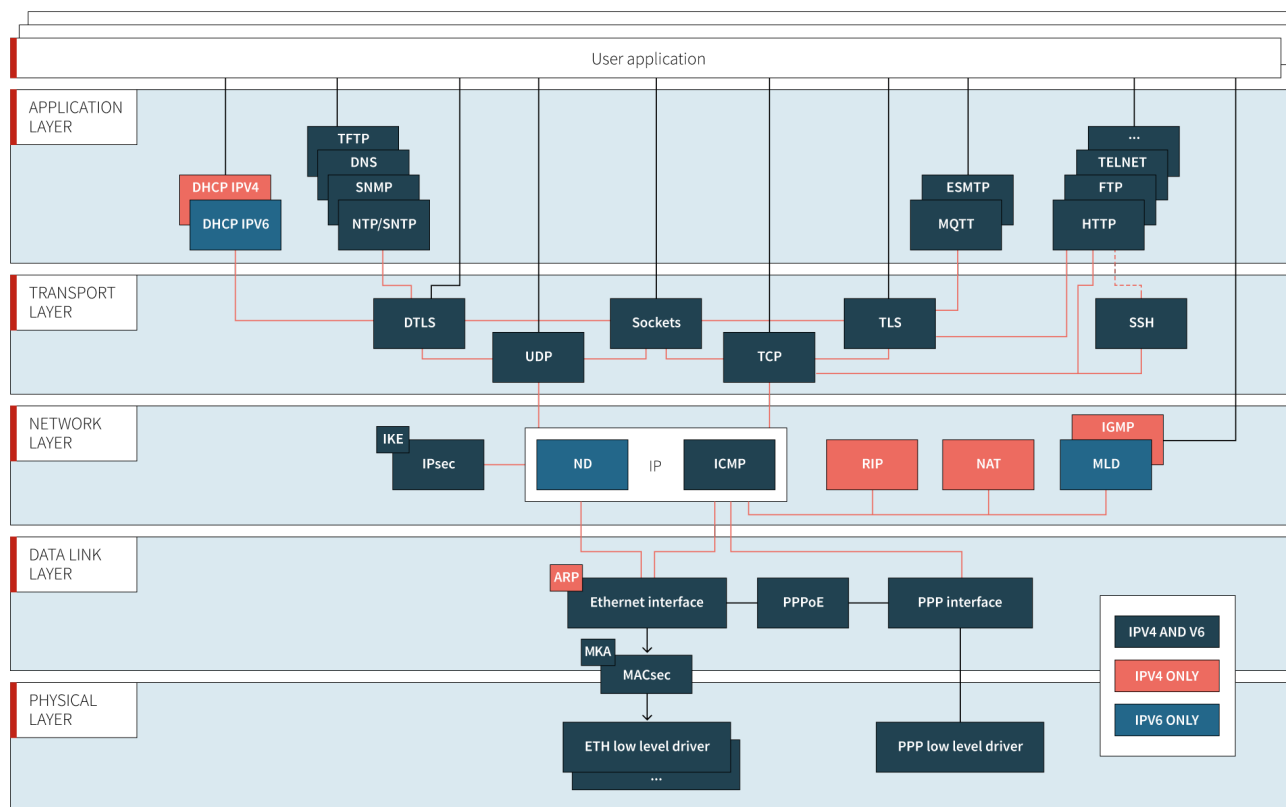 User application
APPLICATION
LAYER
TFTP
DNS
SNMP
NTP/SNTP
DHCP IPV4
DHCP IPV6
ESMTP
MQTT
...
TELNET
FTP
HTTP
TRANSPORT
LAYER
DTLS
UDP
Sockets
TCP
TLS
SSH
NETWORK
LAYER
IKE
IPsec
ND
IP
ICMP
RIP
NAT
IGMP
MLD
DATA LINK
LAYER
ARP
Ethernet interface
PPPoE
PPP interface
MKA
MACsec
PHYSICAL
LAYER
ETH low level driver
...
PPP low level driver
IPV4 AND V6
IPV4 ONLY
IPV6 ONLY